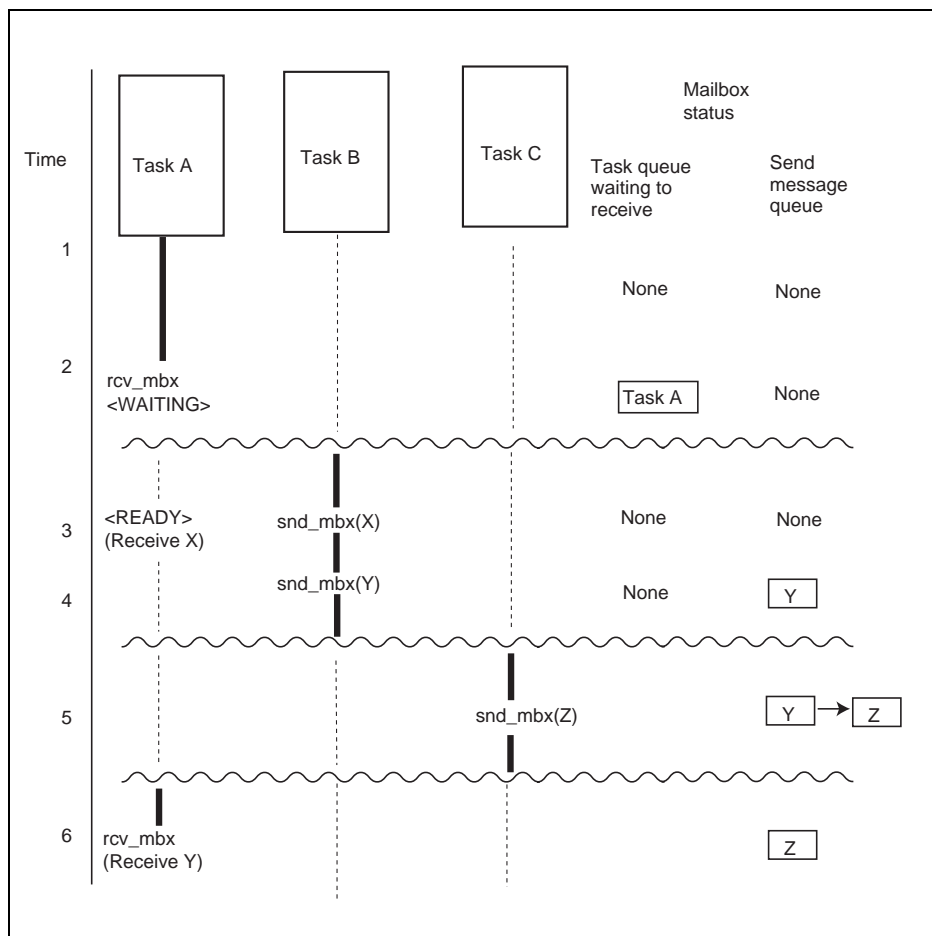 Mailbox
status
Time
Task A
Task B
Task C
Task queue
waiting to
receive
Send
message
queue
1
None
None
2
rcv_mbx
<WAITING>
Task A
None
3
<READY>
(Receive X)
snd_mbx(X)
None
None
4
snd_mbx(Y)
None
Y
5
snd_mbx(Z)
Y
Z
6
rcv_mbx
(Receive Y)
Z